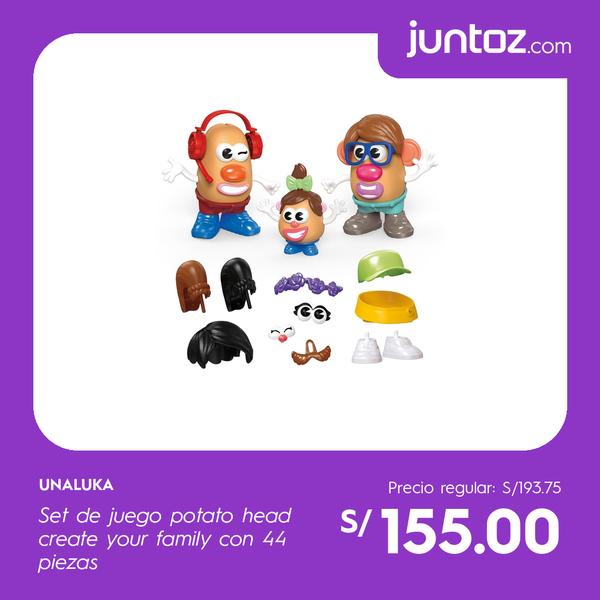 juntoz.com
UNALUKA
Set de juego potato head
create your family con 44
piezas
Precio regular: S/193.75
S/ 155.00